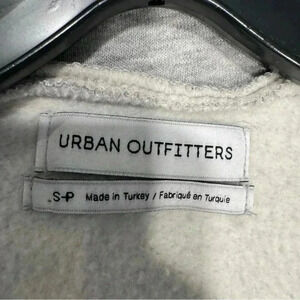 URBAN OUTFITTERS
S-P Made in Turkey / Fabriqué en Turquie